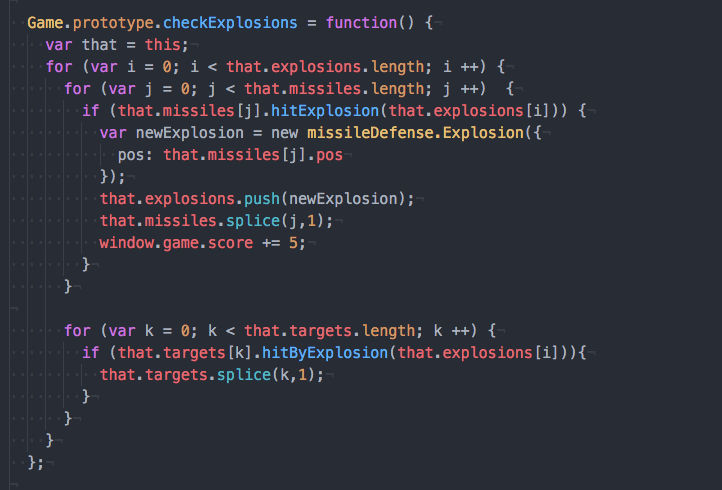 Game.prototype.checkExplosions = function() {
  var that = this;
  for (var i = 0; i < that.explosions.length; i ++) {
    for (var j = 0; j < that.missiles.length; j ++)  {
      if (that.missiles[j].hitExplosion(that.explosions[i])) {
        var newExplosion = new missileDefense.Explosion({
          pos: that.missiles[j].pos
        });
        that.explosions.push(newExplosion);
        that.missiles.splice(j,1);
        window.game.score += 5;
      }
    }

    for (var k = 0; k < that.targets.length; k ++) {
      if (that.targets[k].hitByExplosion(that.explosions[i])){
        that.targets.splice(k,1);
      }
    }
  }
};